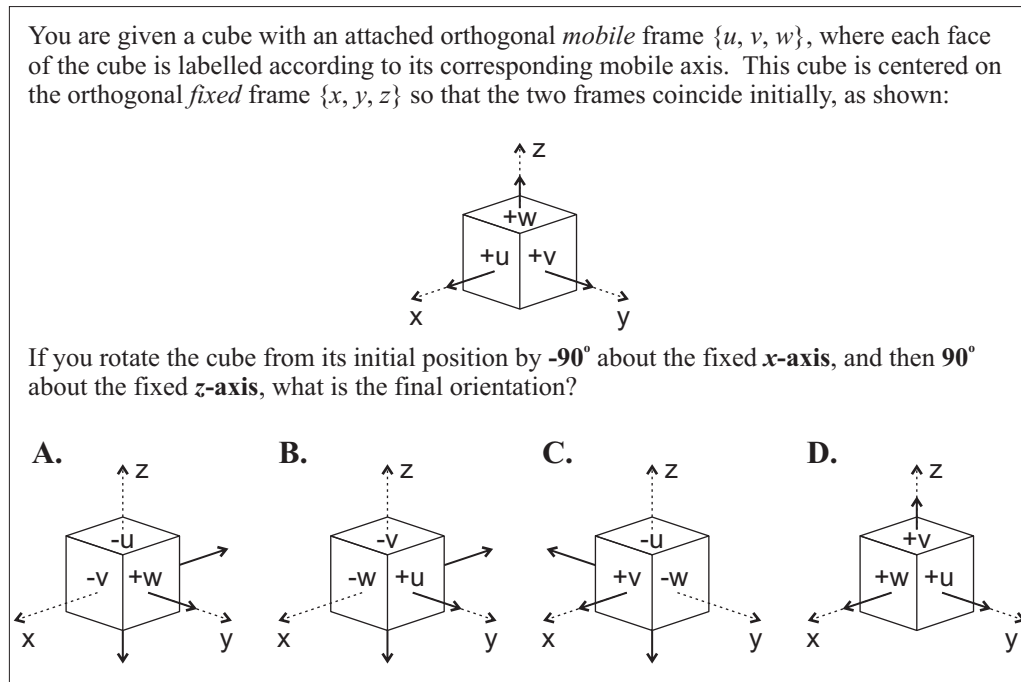 You are given a cube with an attached orthogonal mobile frame {u, v, w}, where each face
of the cube is labelled according to its corresponding mobile axis. This cube is centered on
the orthogonal fixed frame {x, y, z} so that the two frames coincide initially, as shown:
z
+w
+u +v
x y
If you rotate the cube from its initial position by -90° about the fixed x-axis, and then 90°
about the fixed z-axis, what is the final orientation?
A. B. C. D.
z z z z
-u -v -u +v
-v +w -w +u +v -w +w +u
x y x y x y x y